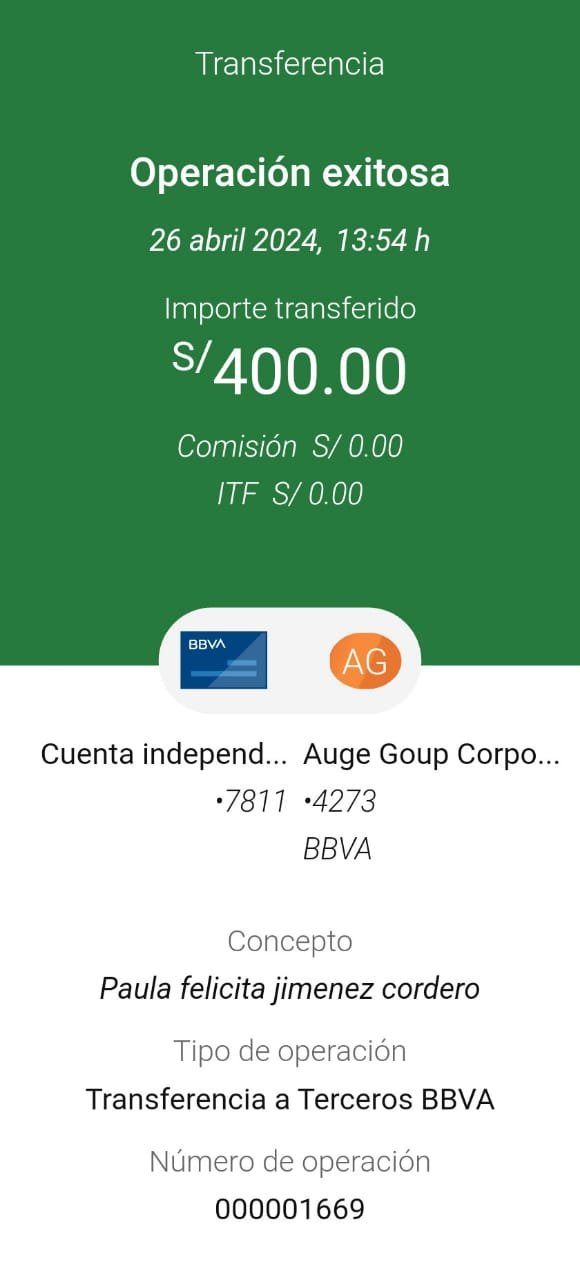 Transferencia
Operación exitosa
26 abril 2024, 13:54 h
Importe transferido
S/400.00
Comisión S/ 0.00
ITF S/ 0.00
BBVA AG
Cuenta independ... Auge Goup Corpo...
•7811 •4273
BBVA
Concepto
Paula felicita jimenez cordero
Tipo de operación
Transferencia a Terceros BBVA
Número de operación
000001669